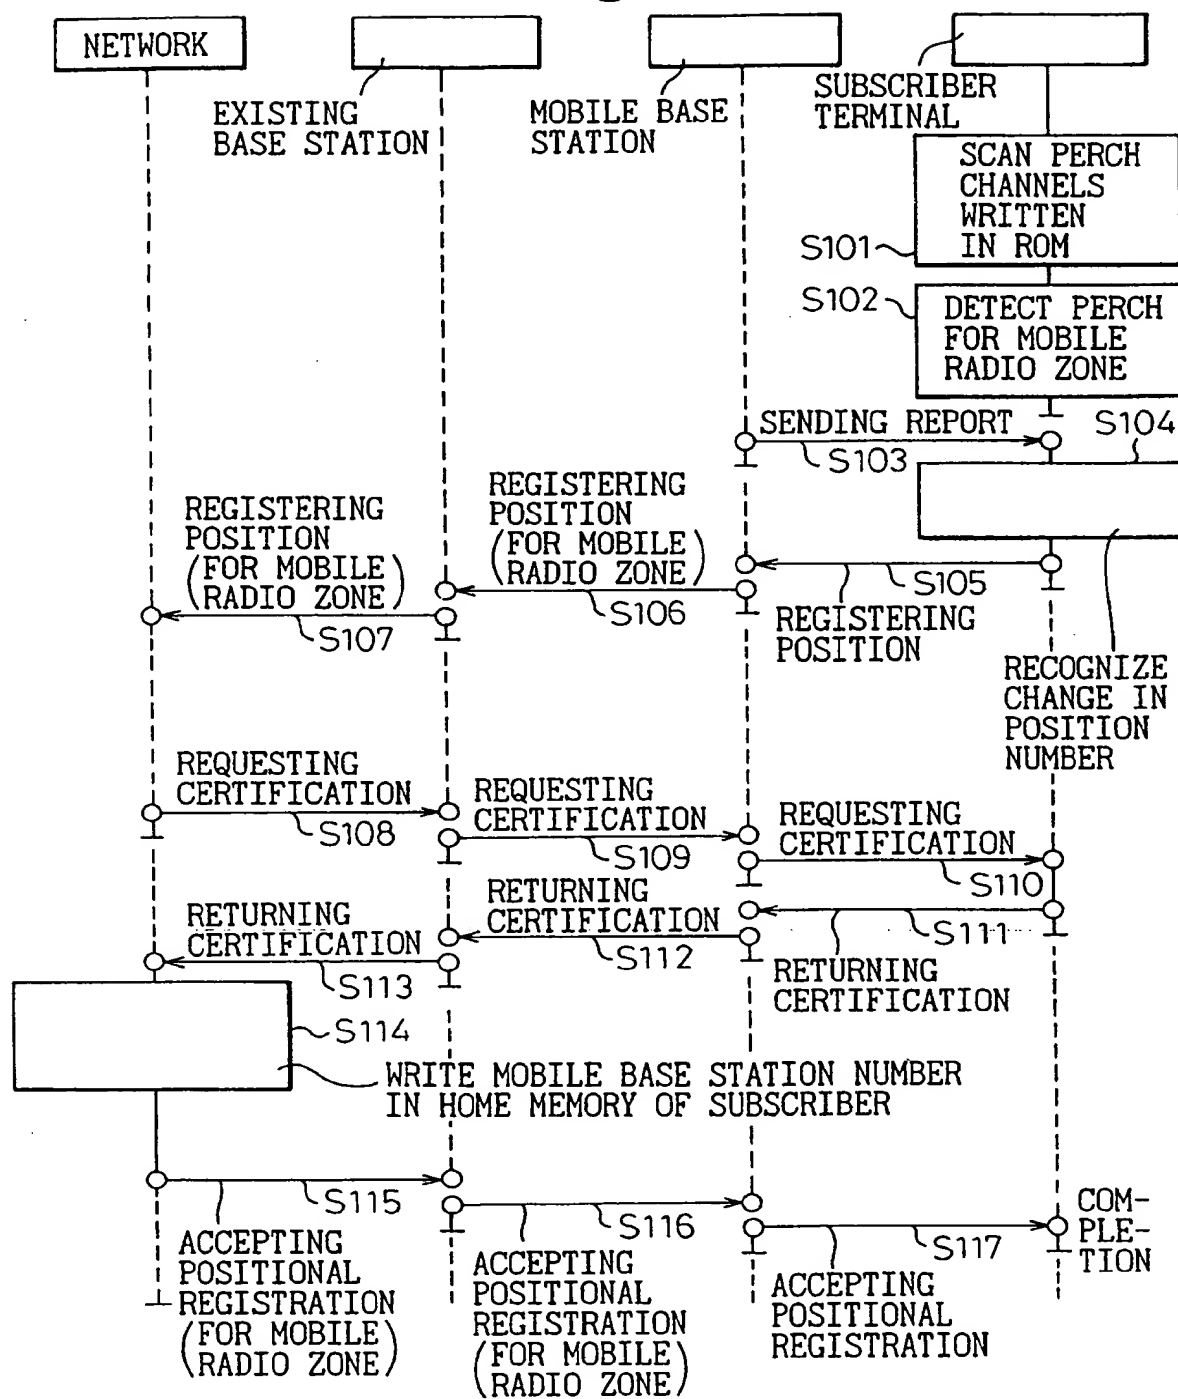 NETWORK
EXISTING
BASE STATION
MOBILE BASE
STATION
SUBSCRIBER
TERMINAL
SCAN PERCH
CHANNELS
WRITTEN
IN ROM
S101
S102
DETECT PERCH
FOR MOBILE
RADIO ZONE
SENDING REPORT
S103
S104
REGISTERING
POSITION
(FOR MOBILE)
(RADIO ZONE)
S107
REGISTERING
POSITION
(FOR MOBILE)
(RADIO ZONE)
S106
S105
REGISTERING
POSITION
RECOGNIZE
CHANGE IN
POSITION
NUMBER
REQUESTING
CERTIFICATION
S108
REQUESTING
CERTIFICATION
S109
REQUESTING
CERTIFICATION
S110
RETURNING
CERTIFICATION
S113
RETURNING
CERTIFICATION
S112
S111
RETURNING
CERTIFICATION
S114
WRITE MOBILE BASE STATION NUMBER
IN HOME MEMORY OF SUBSCRIBER
S115
ACCEPTING
POSITIONAL
REGISTRATION
(FOR MOBILE)
(RADIO ZONE)
S116
ACCEPTING
POSITIONAL
REGISTRATION
(FOR MOBILE)
(RADIO ZONE)
S117
ACCEPTING
POSITIONAL
REGISTRATION
COM-
PLE-
TION